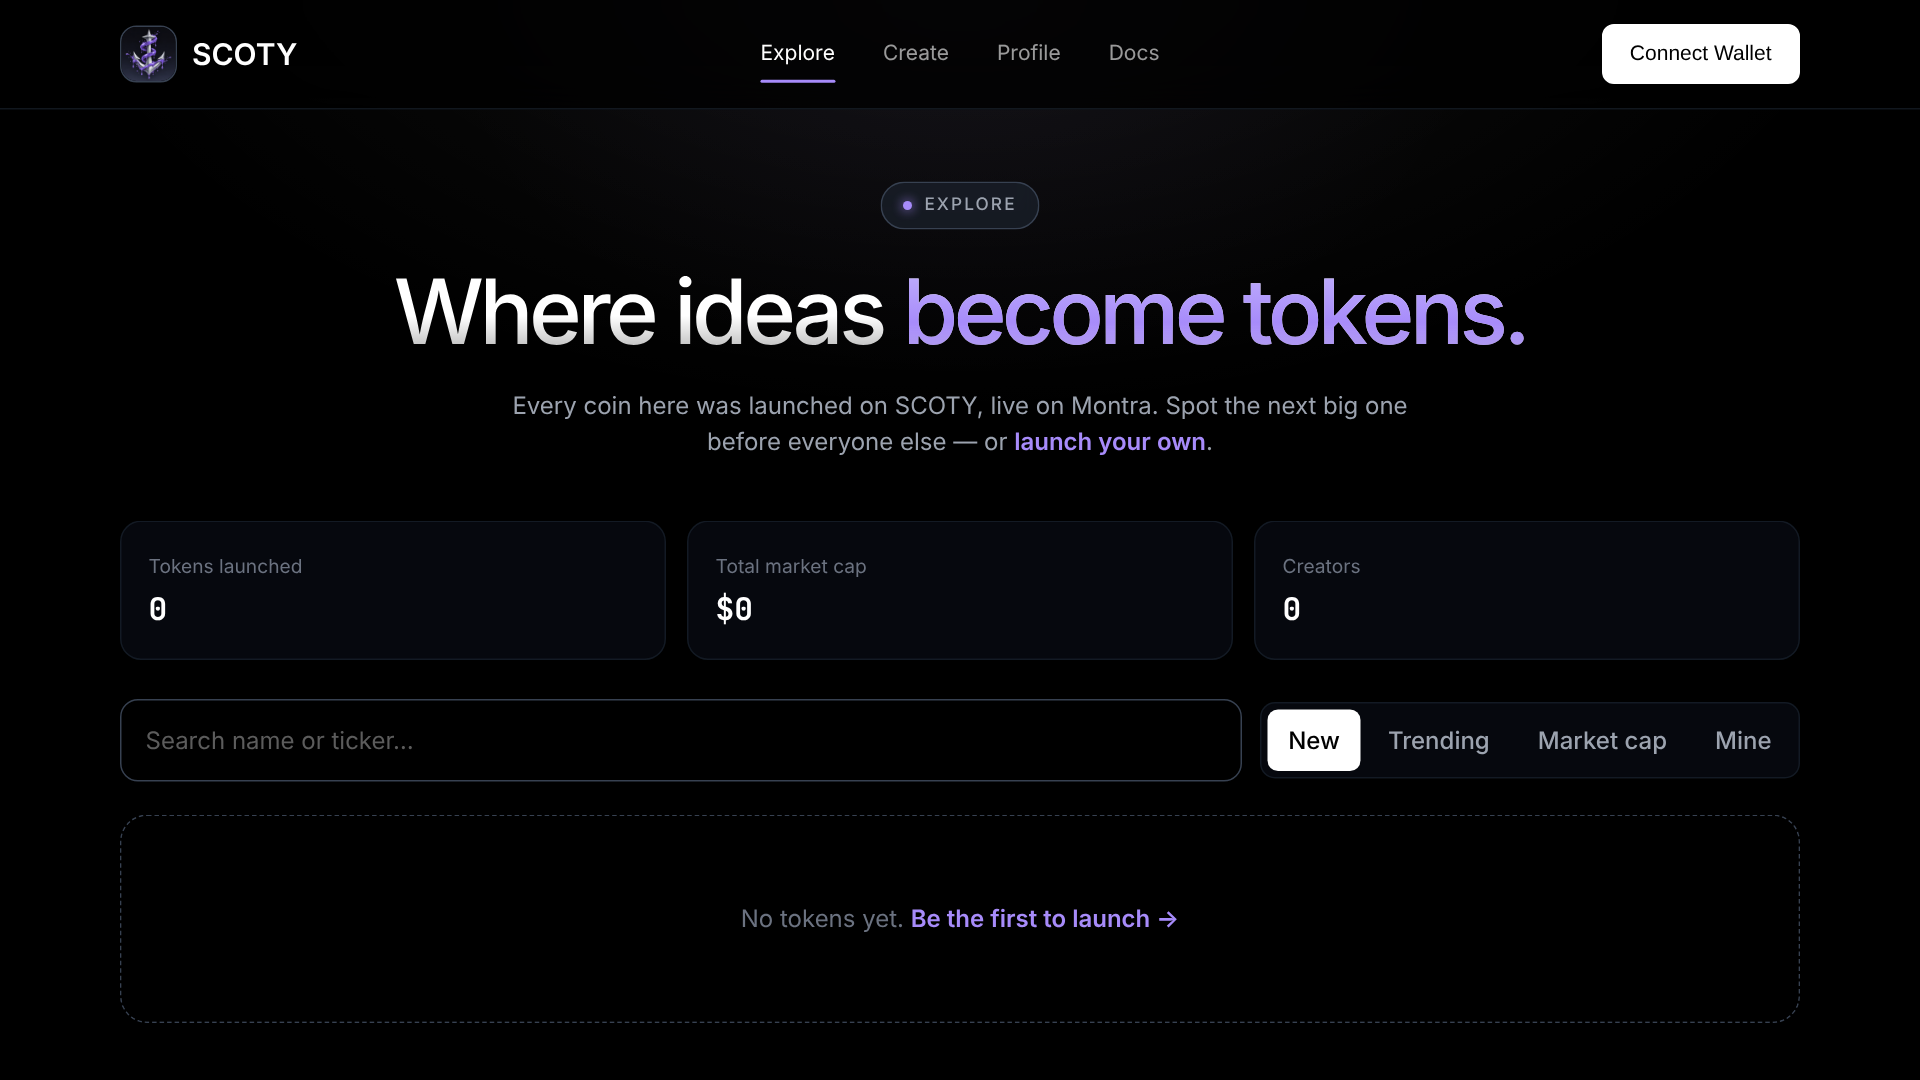 SCOTY
Explore
Create
Profile
Docs
Connect Wallet
EXPLORE
Where ideas become tokens.
Every coin here was launched on SCOTY, live on Montra. Spot the next big one
before everyone else — or launch your own.
Tokens launched
0
Total market cap
$0
Creators
0
Search name or ticker...
New
Trending
Market cap
Mine
No tokens yet. Be the first to launch →